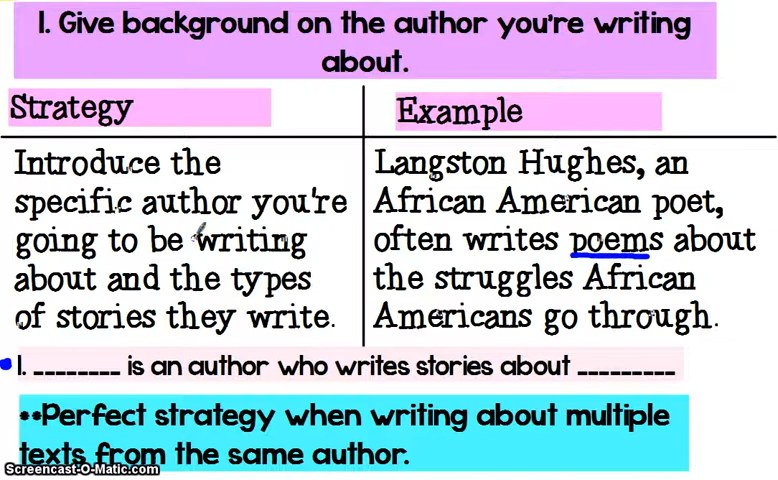 1. Give background on the author you're writing
about.
Strategy
Example
Introduce the
specific author you're
going to be writing
about and the types
of stories they write.
Langston Hughes, an
African American poet,
often writes poems about
the struggles African
Americans go through.
1. ________ is an author who writes stories about _________
**Perfect strategy when writing about multiple
texts from the same author.
Screencast-O-Matic.com